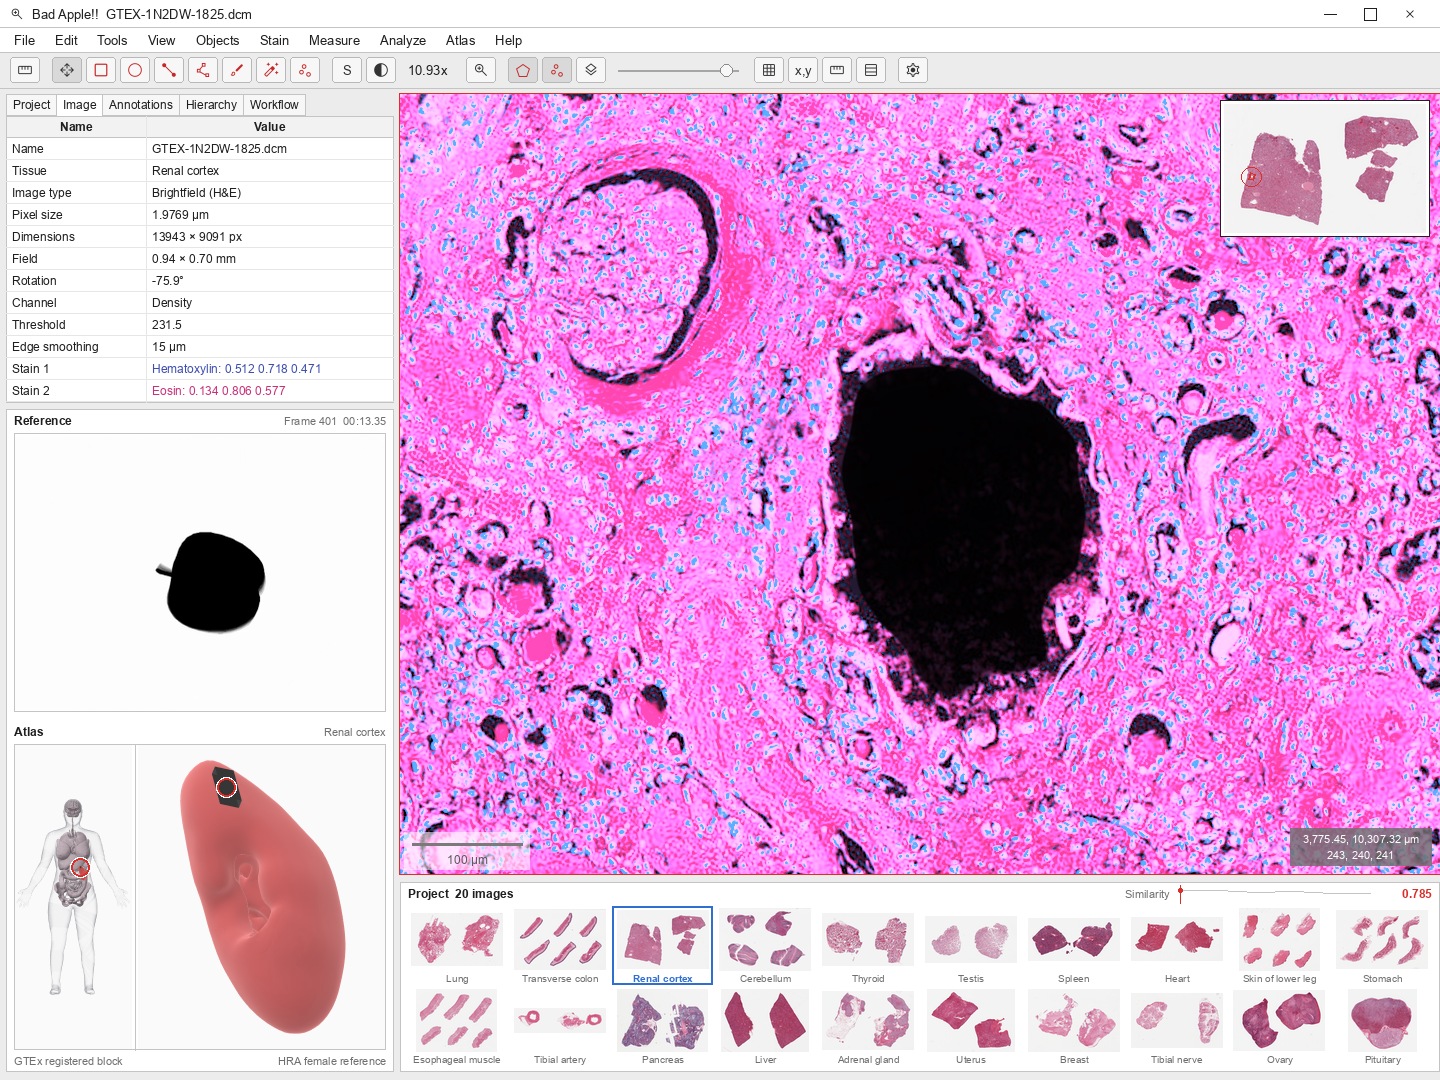 Bad Apple!!  GTEX-1N2DW-1825.dcm
File Edit Tools View Objects Stain Measure Analyze Atlas Help
S 10.93x x,y
Project Image Annotations Hierarchy Workflow
Name Value
Name GTEX-1N2DW-1825.dcm
Tissue Renal cortex
Image type Brightfield (H&E)
Pixel size 1.9769 µm
Dimensions 13943 × 9091 px
Field 0.94 × 0.70 mm
Rotation -75.9°
Channel Density
Threshold 231.5
Edge smoothing 15 µm
Stain 1 Hematoxylin: 0.512 0.718 0.471
Stain 2 Eosin: 0.134 0.806 0.577
Reference Frame 401 00:13.35
Atlas Renal cortex
GTEx registered block HRA female reference
100 µm
3,775.45, 10,307.32 µm
243, 240, 241
Project 20 images Similarity 0.785
Lung Transverse colon Renal cortex Cerebellum Thyroid Testis Spleen Heart Skin of lower leg Stomach
Esophageal muscle Tibial artery Pancreas Liver Adrenal gland Uterus Breast Tibial nerve Ovary Pituitary